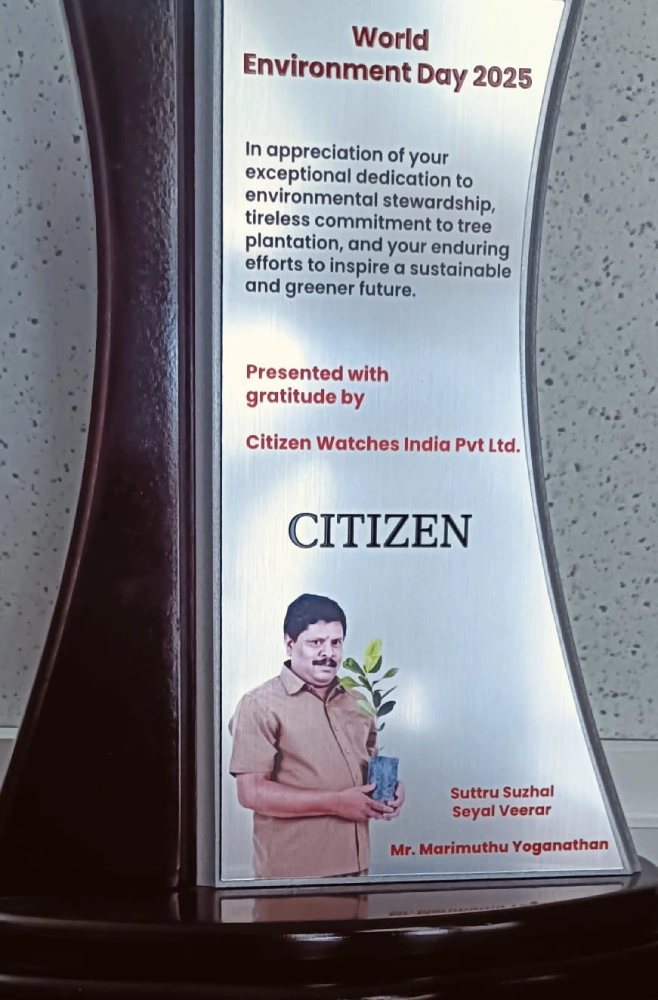 World
Environment Day 2025
In appreciation of your
exceptional dedication to
environmental stewardship,
tireless commitment to tree
plantation, and your enduring
efforts to inspire a sustainable
and greener future.
Presented with
gratitude by
Citizen Watches India Pvt Ltd.
CITIZEN
Suttru Suzhal
Seyal Veerar
Mr. Marimuthu Yoganathan